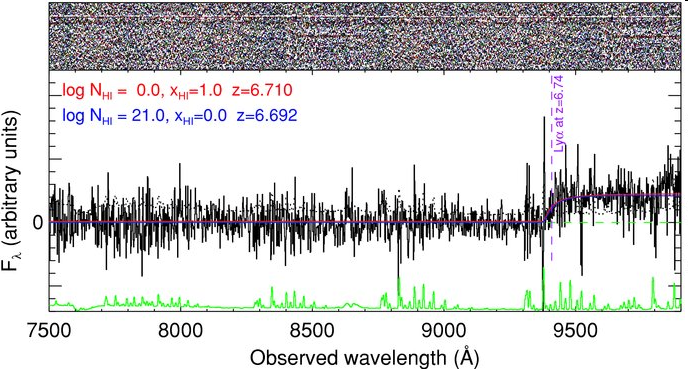 log N_HI = 0.0, x_HI=1.0 z=6.710
log N_HI = 21.0, x_HI=0.0 z=6.692
Lyα at z=6.74
F_λ (arbitrary units)
0
7500 8000 8500 9000 9500
Observed wavelength (Å)